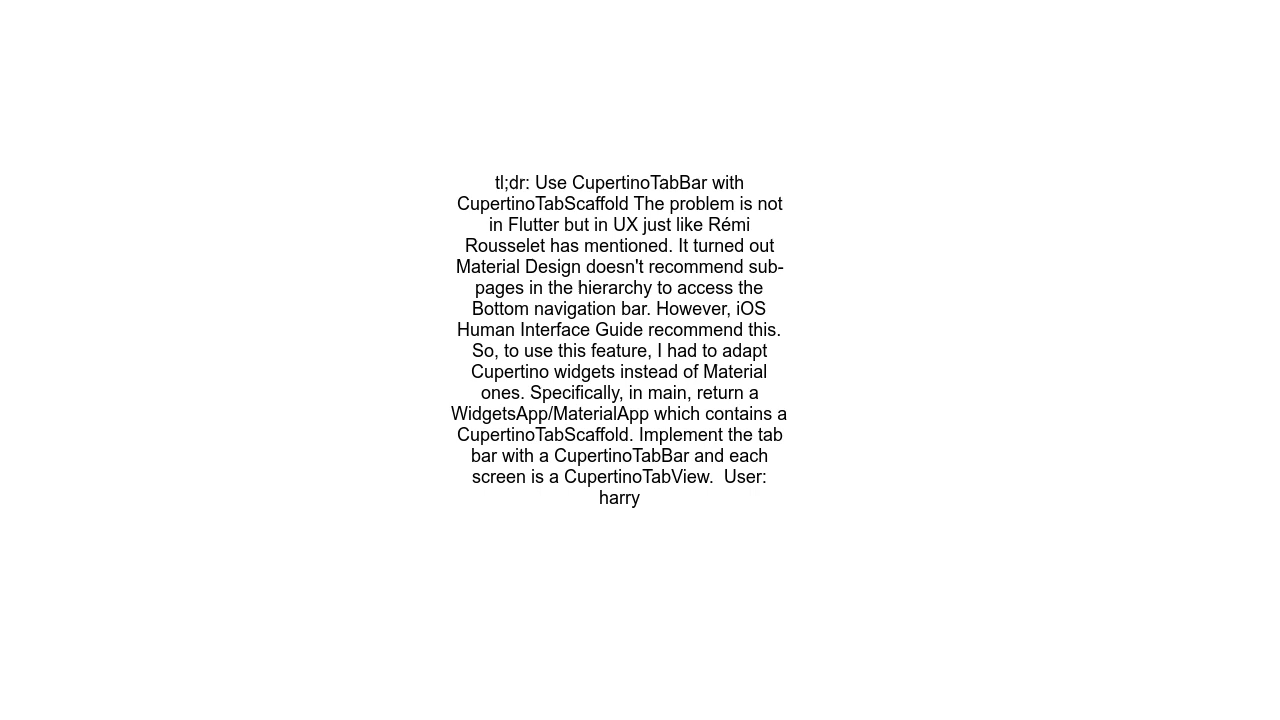 tl;dr: Use CupertinoTabBar with
CupertinoTabScaffold The problem is not
in Flutter but in UX just like Rémi
Rousselet has mentioned. It turned out
Material Design doesn't recommend sub-
pages in the hierarchy to access the
Bottom navigation bar. However, iOS
Human Interface Guide recommend this.
So, to use this feature, I had to adapt
Cupertino widgets instead of Material
ones. Specifically, in main, return a
WidgetsApp/MaterialApp which contains a
CupertinoTabScaffold. Implement the tab
bar with a CupertinoTabBar and each
screen is a CupertinoTabView.  User:
harry